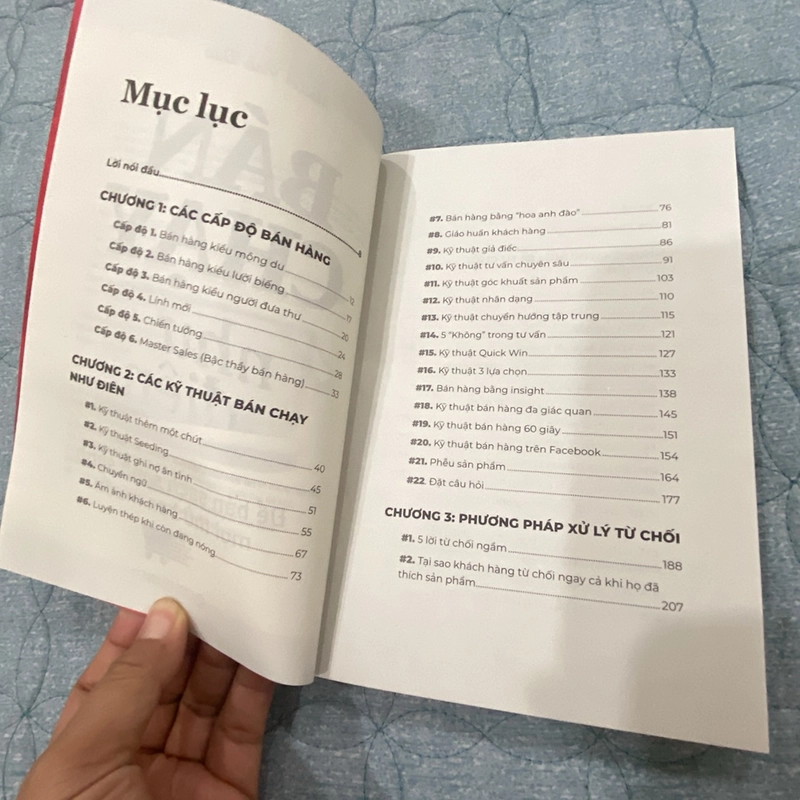 Mục lục
Lời nói đầu 8
CHƯƠNG 1: CÁC CẤP ĐỘ BÁN HÀNG
Cấp độ 1. Bán hàng kiểu mộng du 12
Cấp độ 2. Bán hàng kiểu lười biếng 17
Cấp độ 3. Bán hàng kiểu người đưa thư 20
Cấp độ 4. Lính mới 24
Cấp độ 5. Chiến tướng 28
Cấp độ 6. Master Sales (Bậc thầy bán hàng) 33
CHƯƠNG 2: CÁC KỸ THUẬT BÁN CHẠY
NHƯ ĐIÊN
#1. Kỹ thuật thêm một chút 40
#2. Kỹ thuật Seeding 45
#3. Kỹ thuật ghi nợ ân tình 51
#4. Chuyến ngũ 55
#5. Ám ảnh khách hàng 67
#6. Luyện thép khi còn đang nóng 73
#7. Bán hàng bằng "hoa anh đào" 76
#8. Giáo huấn khách hàng 81
#9. Kỹ thuật giả điếc 86
#10. Kỹ thuật tư vấn chuyên sâu 91
#11. Kỹ thuật góc khuất sản phẩm 103
#12. Kỹ thuật nhân dạng 110
#13. Kỹ thuật chuyển hướng tập trung 115
#14. 5 "Không" trong tư vấn 121
#15. Kỹ thuật Quick Win 127
#16. Kỹ thuật 3 lựa chọn 133
#17. Bán hàng bằng insight 138
#18. Kỹ thuật bán hàng đa giác quan 145
#19. Kỹ thuật bán hàng 60 giây 151
#20. Kỹ thuật bán hàng trên Facebook 154
#21. Phễu sản phẩm 164
#22. Đặt câu hỏi 177
CHƯƠNG 3: PHƯƠNG PHÁP XỬ LÝ TỪ CHỐI
#1. 5 lời từ chối ngầm 188
#2. Tại sao khách hàng từ chối ngay cả khi họ đã
thích sản phẩm 207